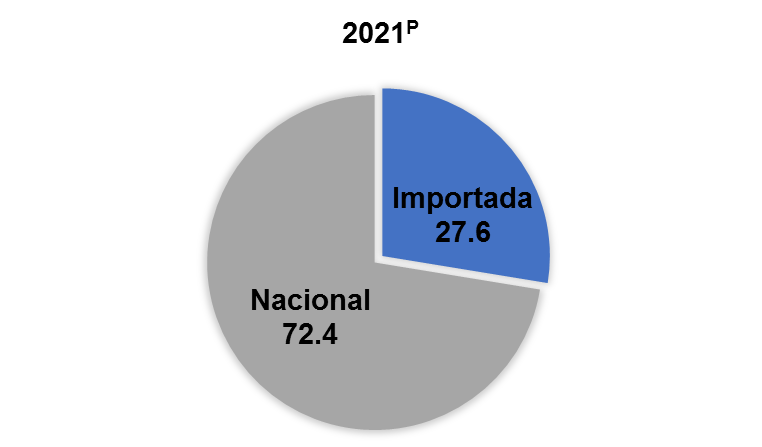 2021ᴾ
Importada
27.6
Nacional
72.4